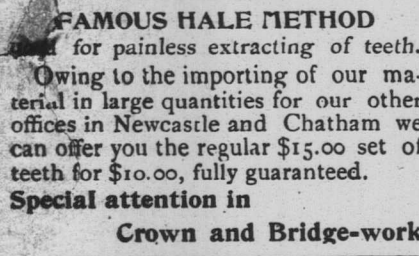 FAMOUS HALE METHOD
used for painless extracting of teeth.
Owing to the importing of our ma-
terial in large quantities for our other
offices in Newcastle and Chatham we
can offer you the regular $15.00 set of
teeth for $10.00, fully guaranteed.
Special attention in
Crown and Bridge-work